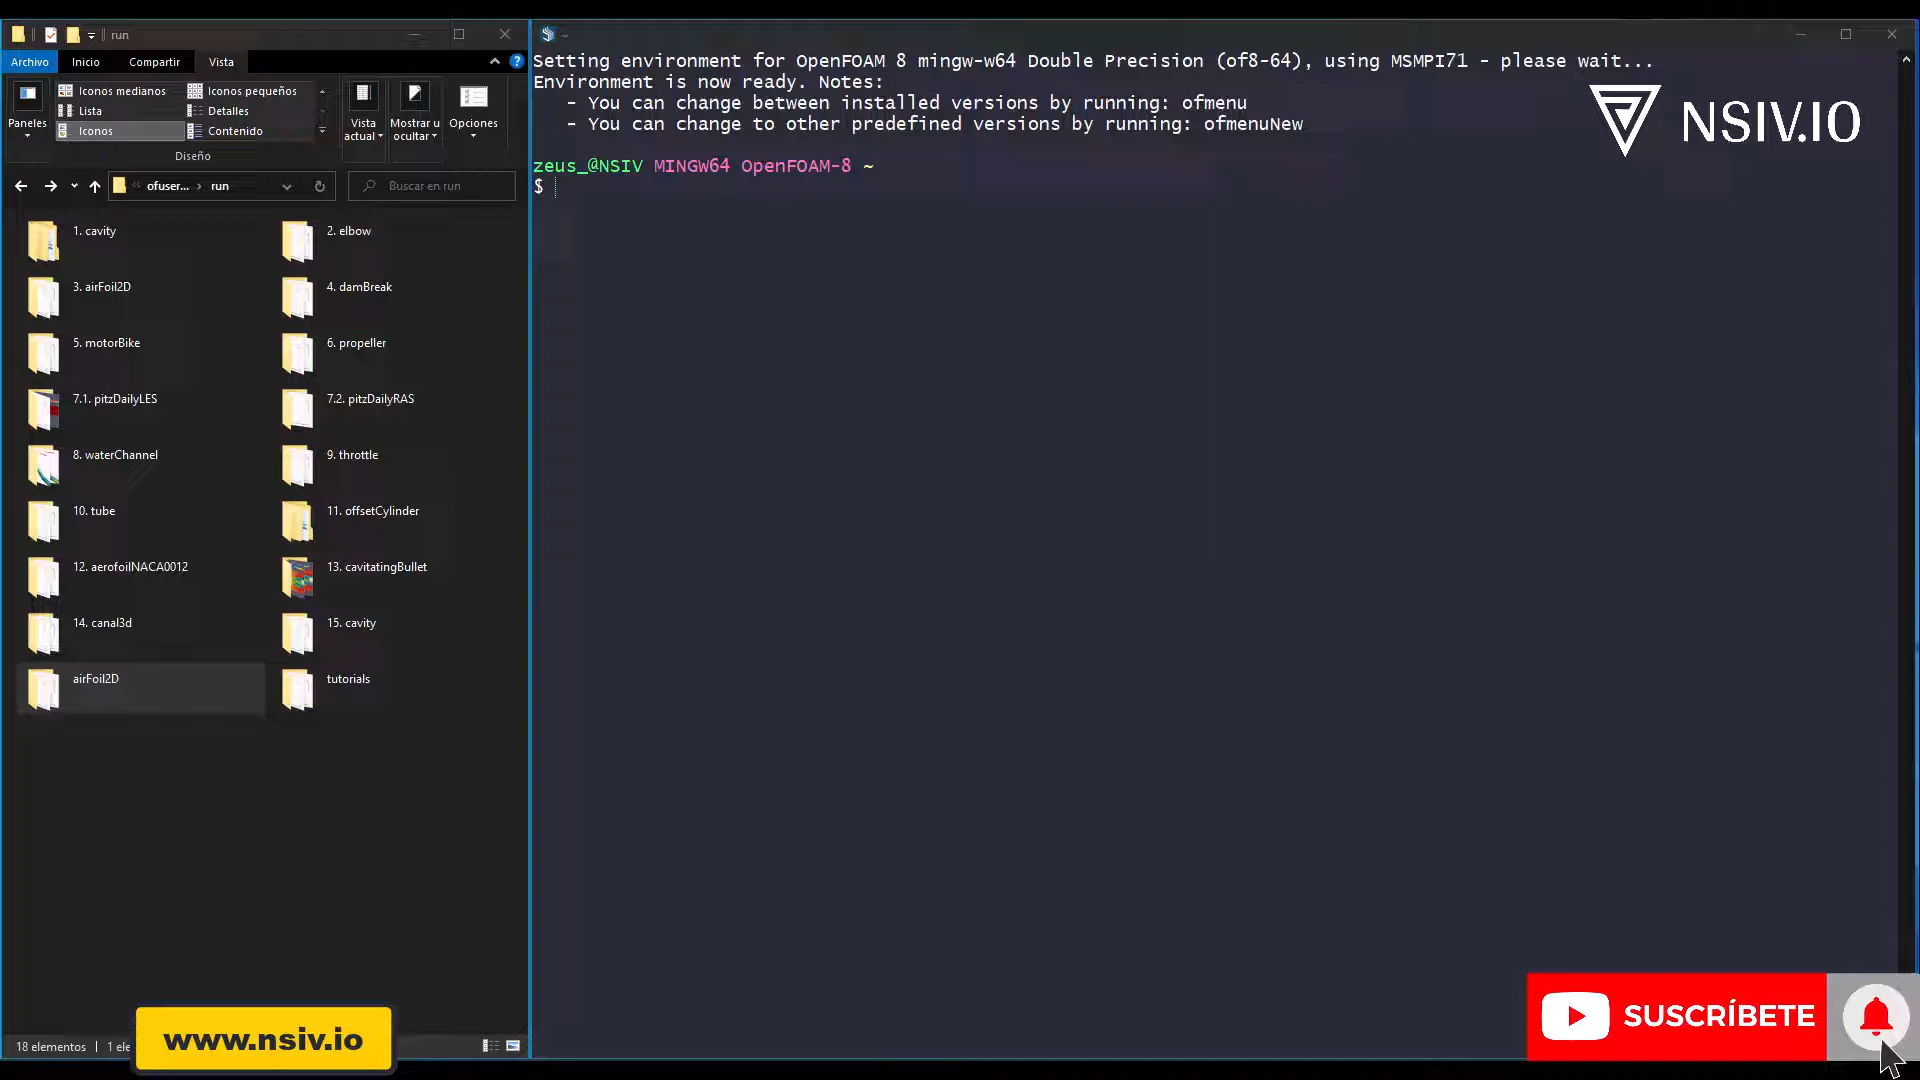 run
Archivo
Inicio
Compartir
Vista
Iconos medianos
Iconos pequeños
Lista
Detalles
Iconos
Contenido
Paneles
Vista
actual
Mostrar u
ocultar
Opciones
Diseño
ofuser...
run
Buscar en run
1. cavity
2. elbow
3. airFoil2D
4. damBreak
5. motorBike
6. propeller
7.1. pitzDailyLES
7.2. pitzDailyRAS
8. waterChannel
9. throttle
10. tube
11. offsetCylinder
12. aerofoilNACA0012
13. cavitatingBullet
14. canal3d
15. cavity
airFoil2D
tutorials
18 elementos
1 ele
www.nsiv.io
~
Setting environment for OpenFOAM 8 mingw-w64 Double Precision (of8-64), using MSMPI71 - please wait...
Environment is now ready. Notes:
- You can change between installed versions by running: ofmenu
- You can change to other predefined versions by running: ofmenuNew
zeus_@NSIV MINGW64 OpenFOAM-8 ~
$
NSIV.IO
SUSCRÍBETE